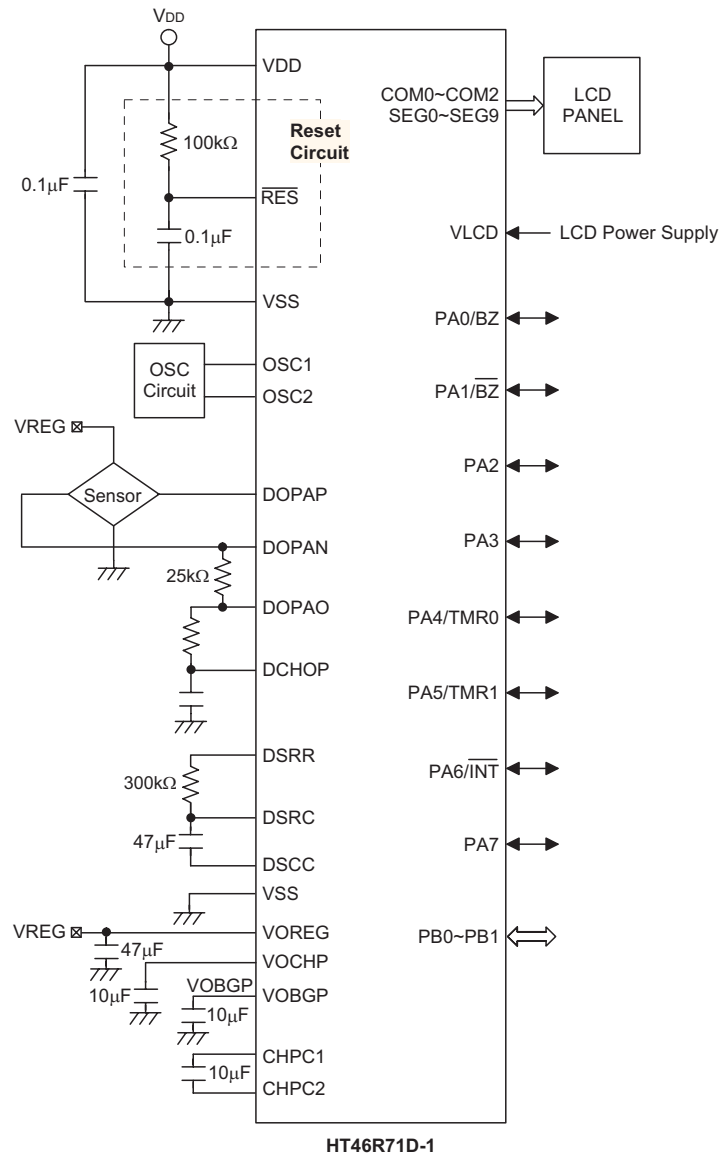 VDD
VDD
100kΩ
Reset
Circuit
0.1μF
RES
0.1μF
VSS
OSC
Circuit
OSC1
OSC2
VREG
Sensor
DOPAP
DOPAN
25kΩ
DOPAO
DCHOP
DSRR
300kΩ
DSRC
47μF
DSCC
VSS
VREG
VOREG
47μF
VOCHP
10μF
VOBGP
VOBGP
10μF
CHPC1
10μF
CHPC2
COM0~COM2
SEG0~SEG9
LCD
PANEL
VLCD
LCD Power Supply
PA0/BZ
PA1/BZ
PA2
PA3
PA4/TMR0
PA5/TMR1
PA6/INT
PA7
PB0~PB1
HT46R71D-1